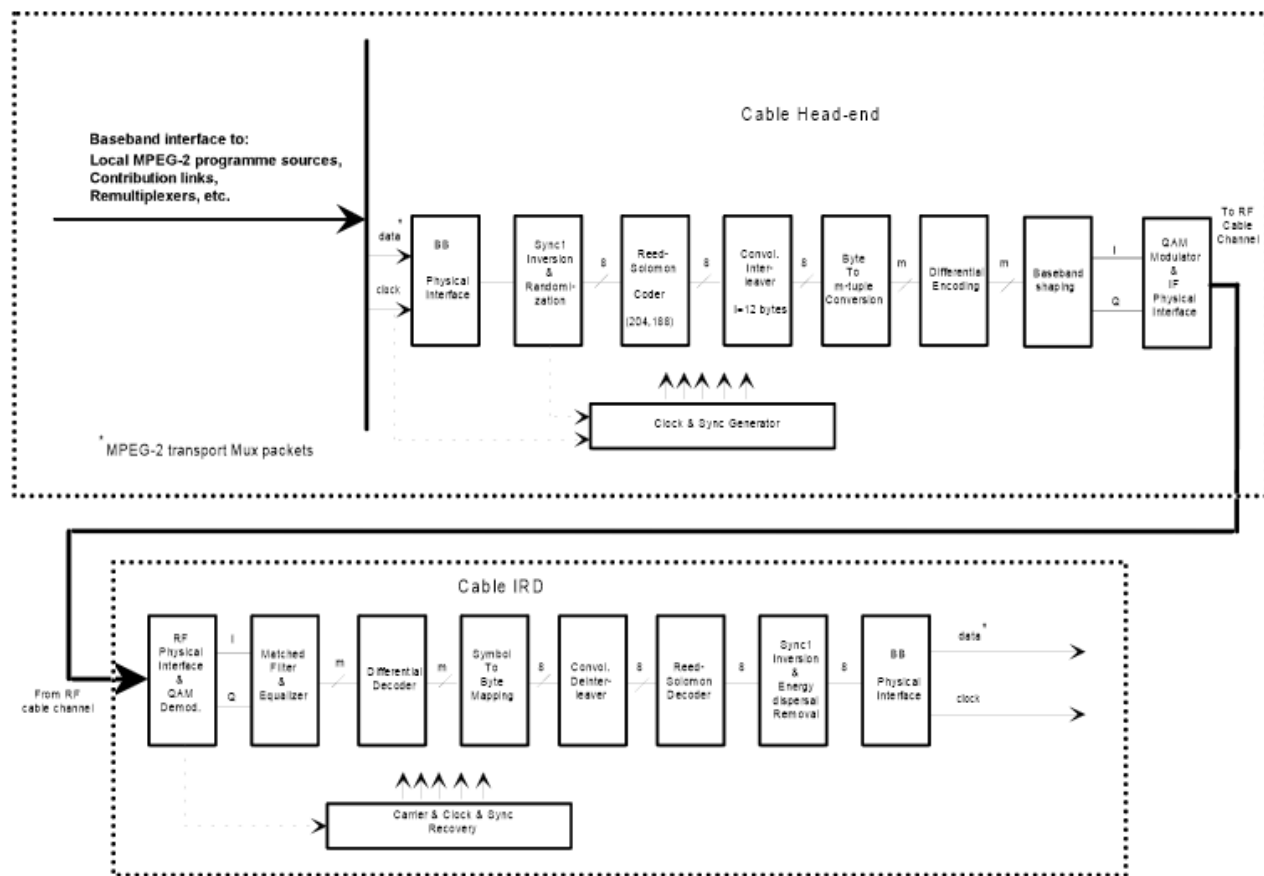 Cable Head-end
Baseband interface to:
Local MPEG-2 programme sources,
Contribution links,
Remultiplexers, etc.
data *
clock
BB
Physical
Interface
Sync1
Inversion
&
Randomi-
zation
8
Reed-
Solomon
Coder
(204,188)
8
Convol.
Inter-
leaver
I=12 bytes
8
Byte
To
m-tuple
Conversion
m
Differential
Encoding
m
Baseband
shaping
I
Q
QAM
Modulator
&
IF
Physical
Interface
To RF
Cable
Channel
Clock & Sync Generator
*MPEG-2 transport Mux packets
Cable IRD
From RF
cable channel
RF
Physical
Interface
&
QAM
Demod.
I
Q
Matched
Filter
&
Equalizer
m
Differential
Decoder
m
Symbol
To
Byte
Mapping
8
Convol.
Deinter-
leaver
8
Reed-
Solomon
Decoder
8
Sync1
Inversion
&
Energy
dispersal
Removal
8
BB
Physical
Interface
data *
clock
Carrier & Clock & Sync
Recovery